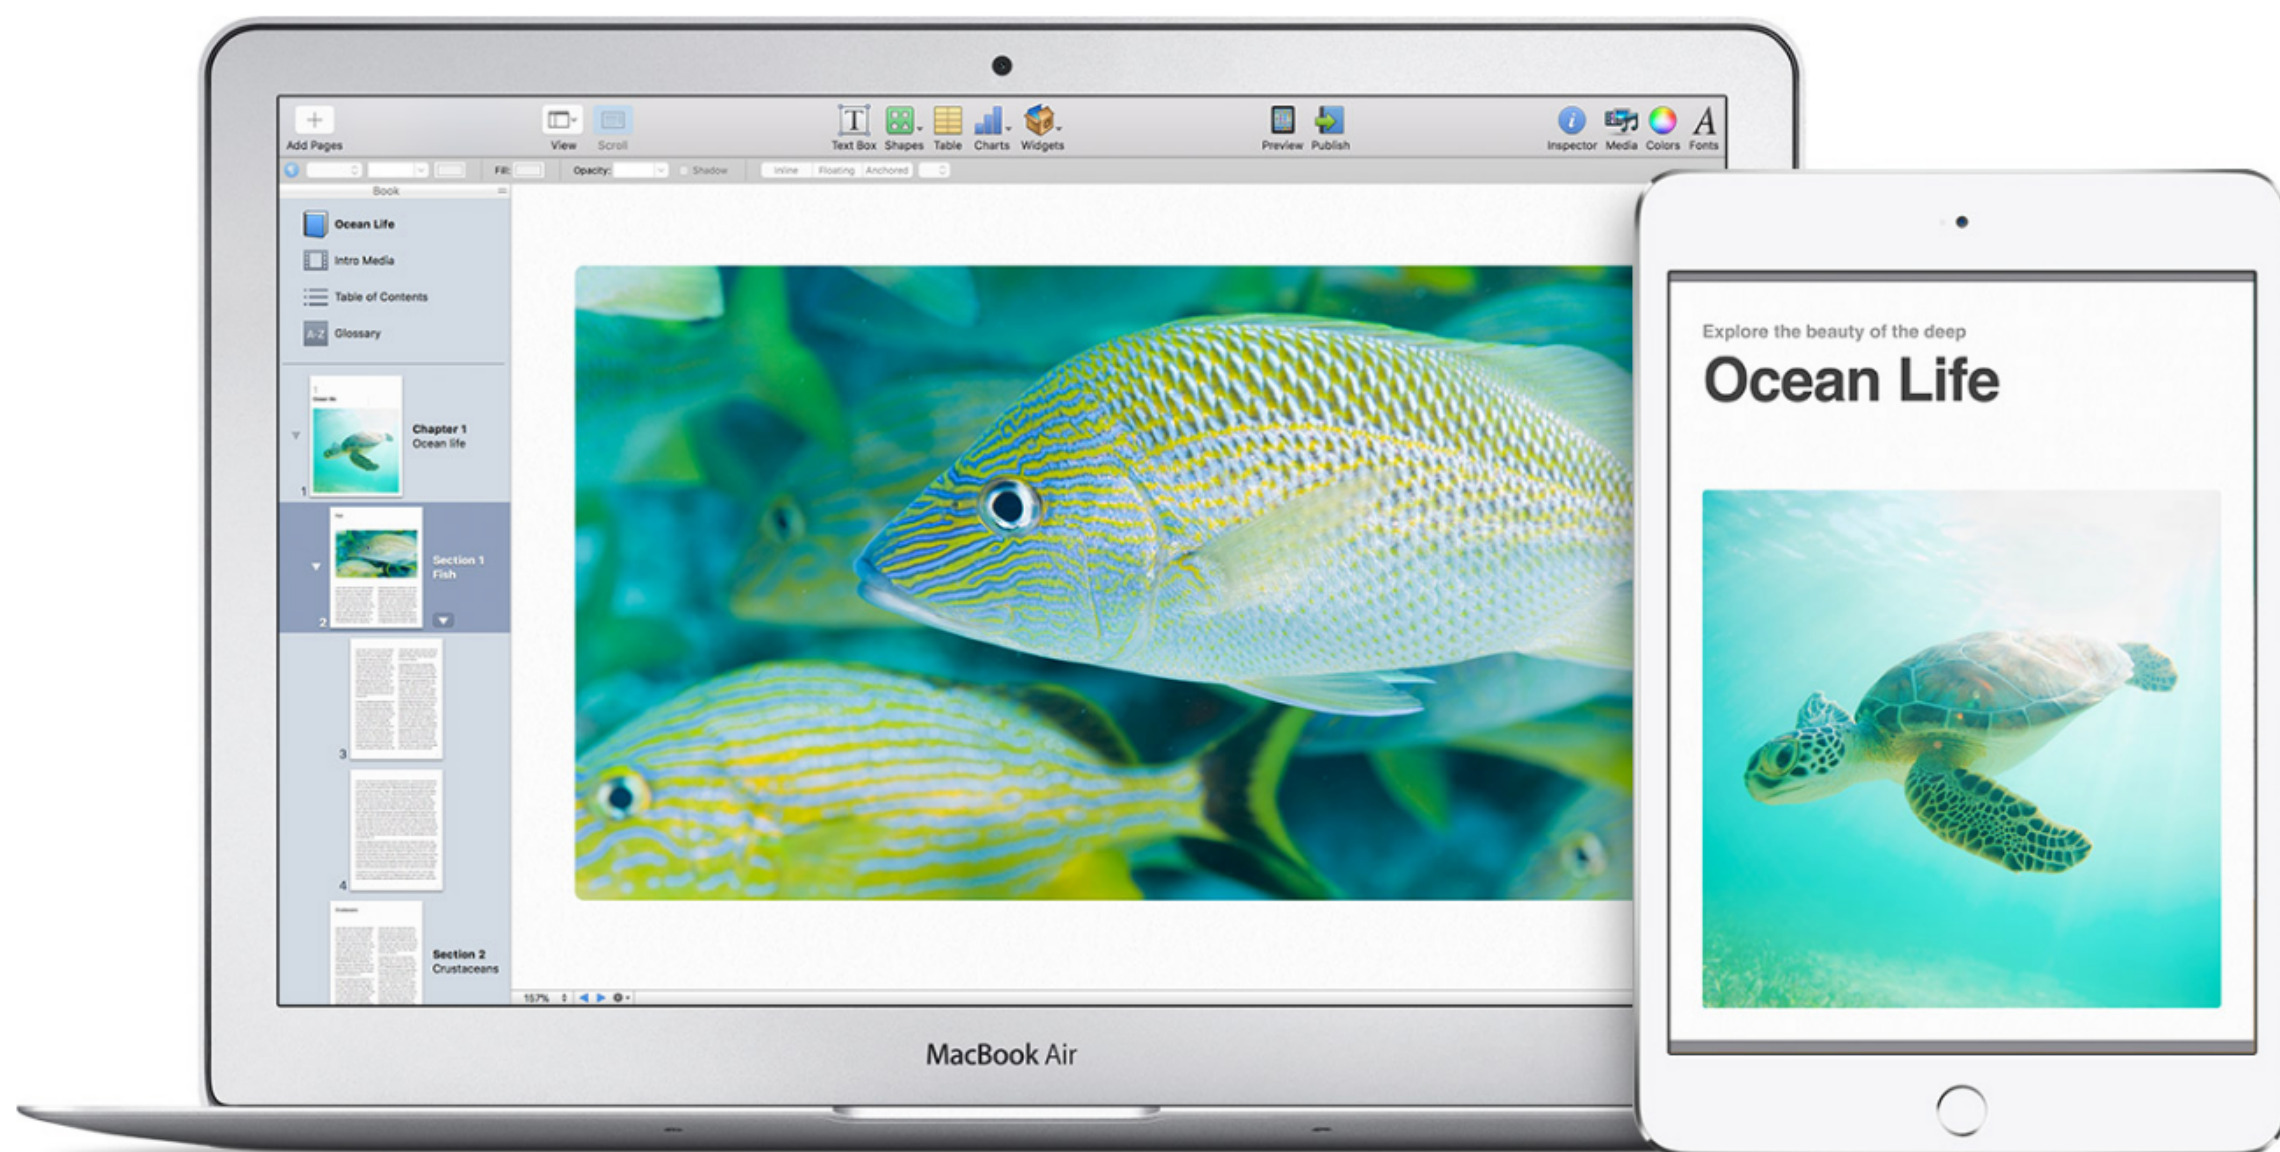 Add Pages
View
Scroll
Text Box
Shapes
Table
Charts
Widgets
Preview
Publish
Inspector
Media
Colors
Fonts
Fill:
Opacity:
Shadow
Inline
Floating
Anchored
Book
Ocean Life
Intro Media
Table of Contents
A-Z
Glossary
Chapter 1
Ocean life
1
Section 1
Fish
2
3
4
Section 2
Crustaceans
157%
MacBook Air
Explore the beauty of the deep
Ocean Life